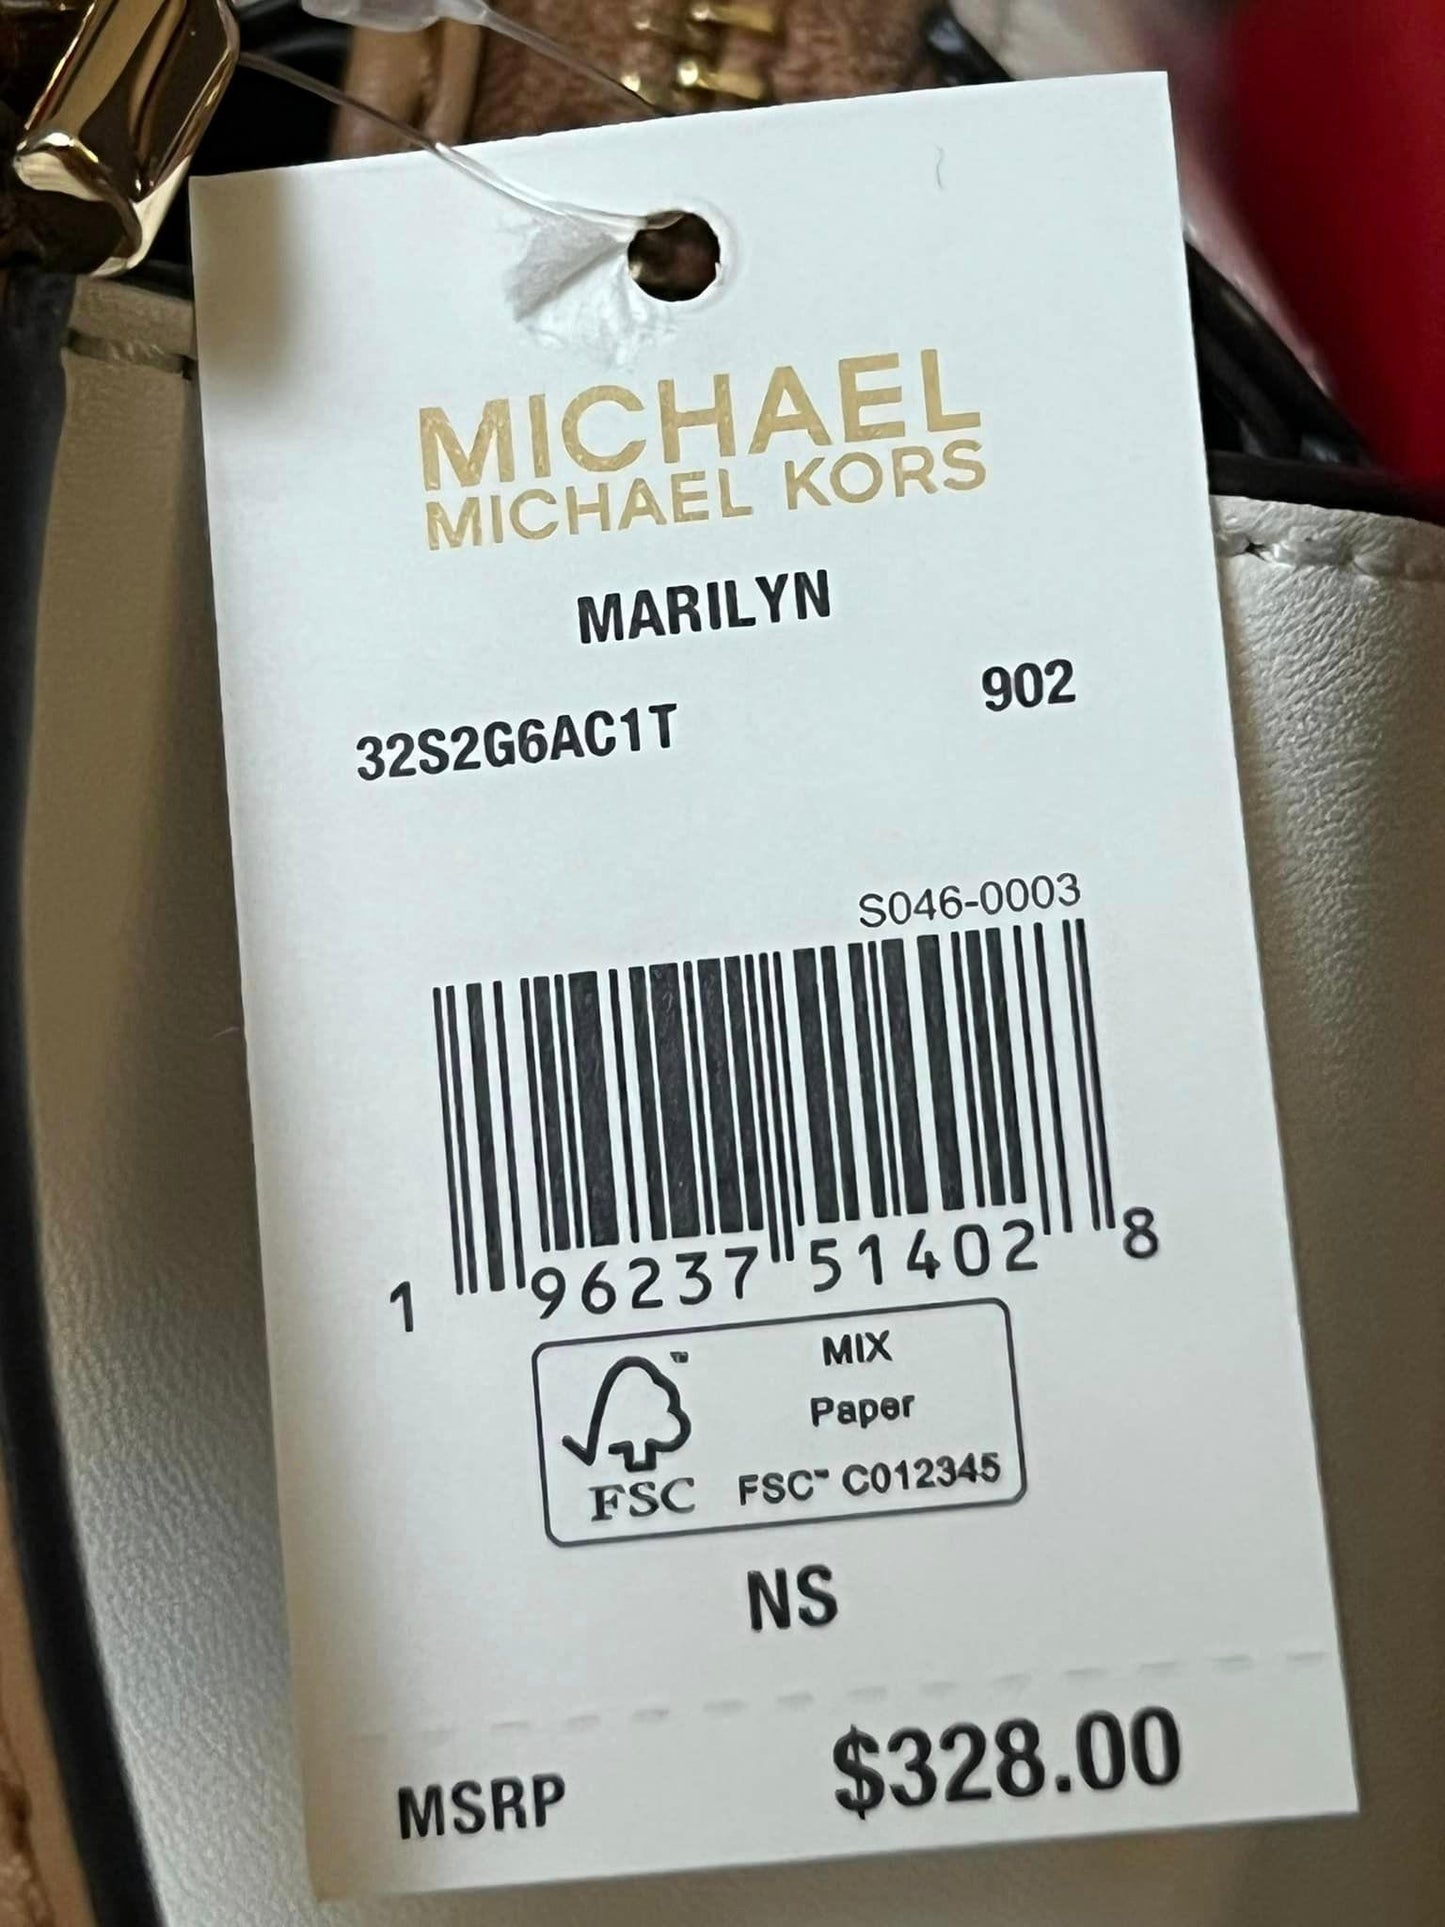 MICHAEL
MICHAEL KORS
MARILYN
32S2G6AC1T 902
S046-0003
1 96237 51402 8
MIX
Paper
FSC™ C012345
FSC
NS
MSRP $328.00